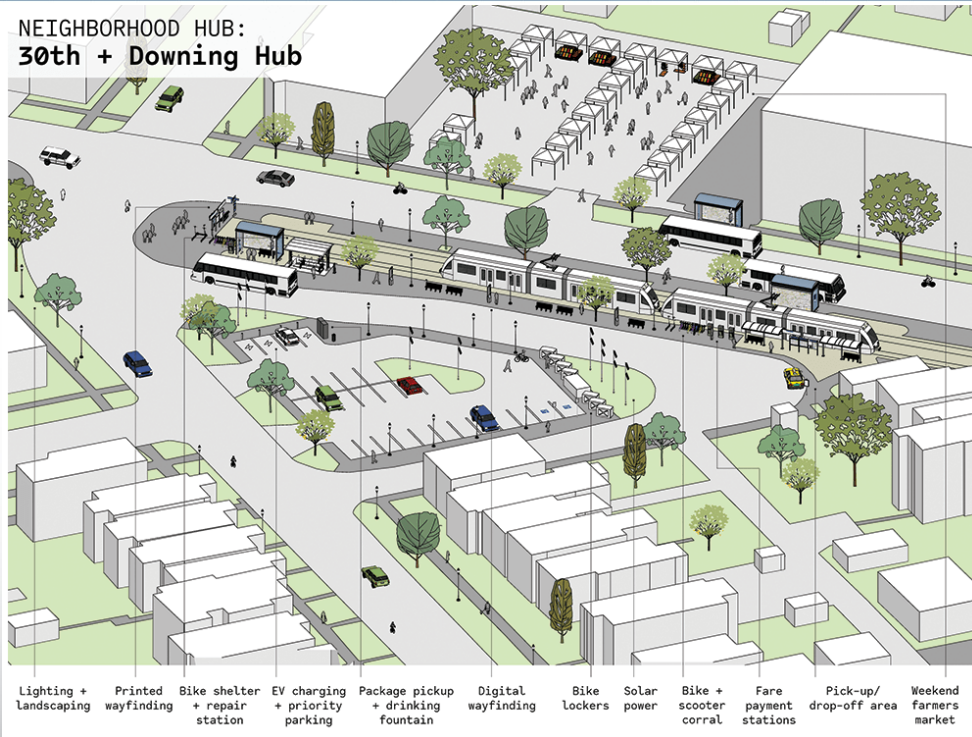 NEIGHBORHOOD HUB:
30th + Downing Hub
Lighting +
landscaping
Printed
wayfinding
Bike shelter
+ repair
station
EV charging
+ priority
parking
Package pickup
+ drinking
fountain
Digital
wayfinding
Bike
lockers
Solar
power
Bike +
scooter
corral
Fare
payment
stations
Pick-up/
drop-off area
Weekend
farmers
market